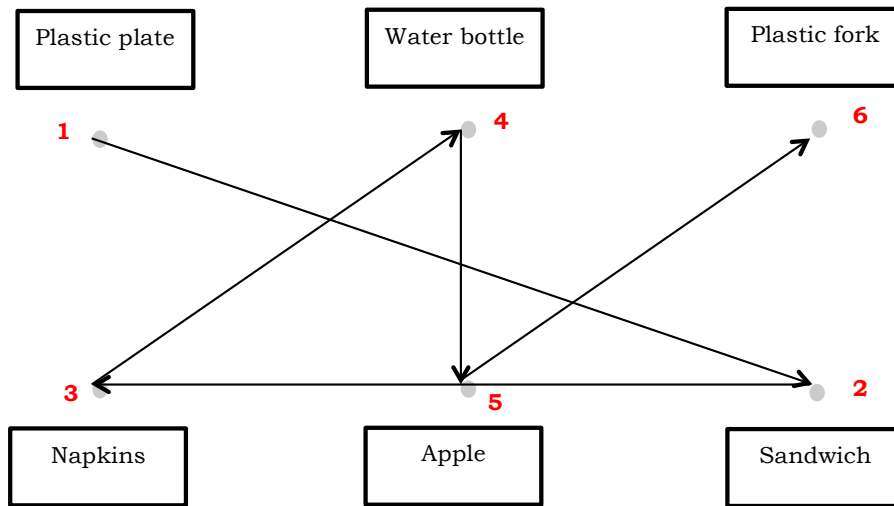 Plastic plate
Water bottle
Plastic fork
1
4
6
3
5
2
Napkins
Apple
Sandwich